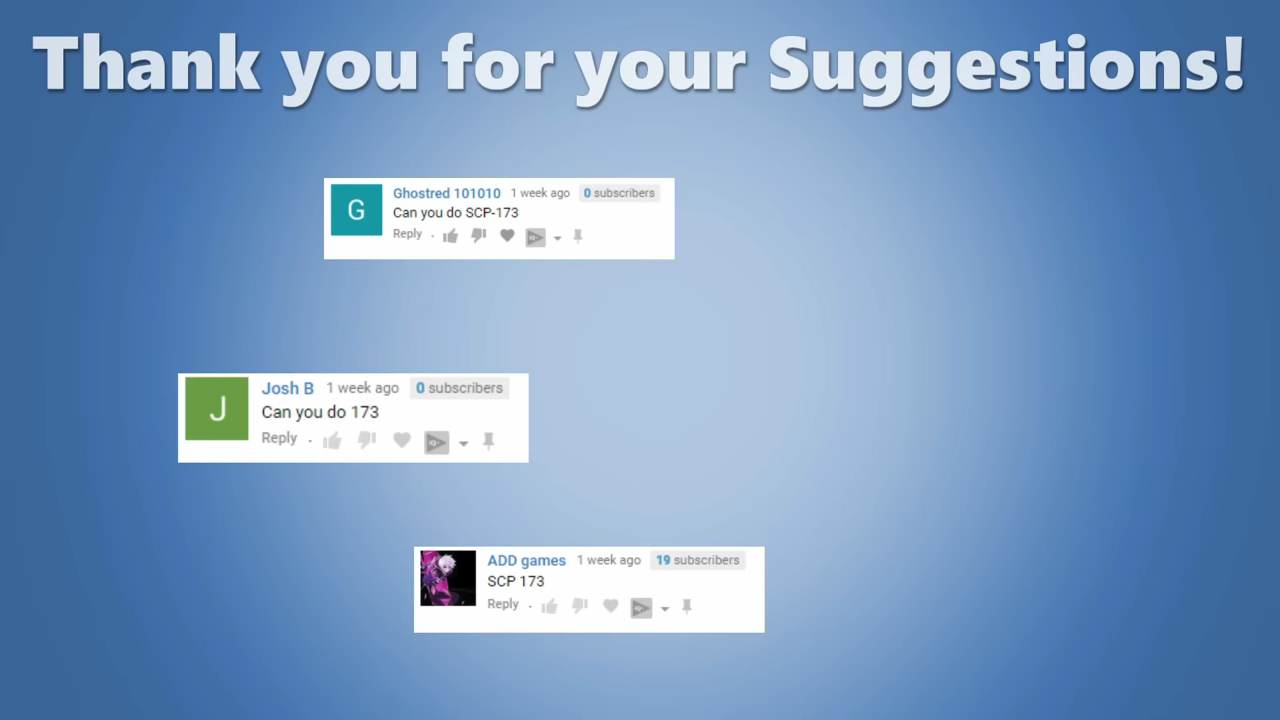 Thank you for your Suggestions!
G
Ghostred 101010 1 week ago 0 subscribers
Can you do SCP-173
Reply ·
J
Josh B 1 week ago 0 subscribers
Can you do 173
Reply ·
ADD games 1 week ago 19 subscribers
SCP 173
Reply ·